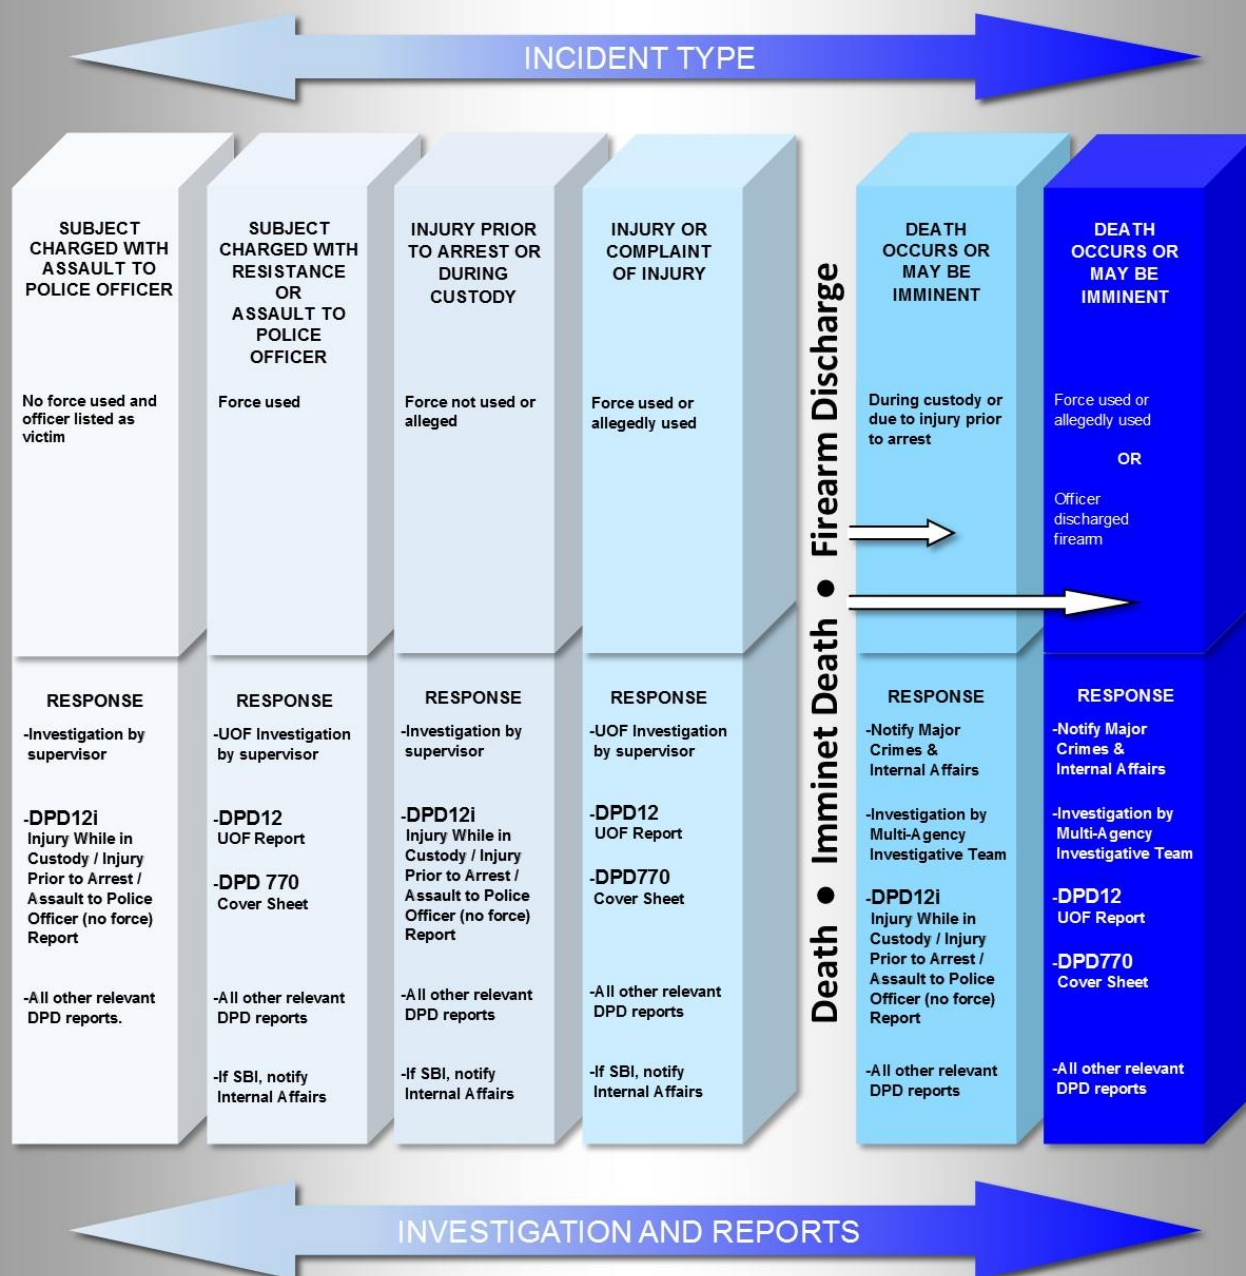 INCIDENT TYPE
SUBJECT
CHARGED WITH
ASSAULT TO
POLICE OFFICER
No force used and
officer listed as
victim
RESPONSE
-Investigation by
supervisor
-DPD12i
Injury While in
Custody / Injury
Prior to Arrest /
Assault to Police
Officer (no force)
Report
-All other relevant
DPD reports.
SUBJECT
CHARGED WITH
RESISTANCE
OR
ASSAULT TO
POLICE
OFFICER
Force used
RESPONSE
-UOF Investigation
by supervisor
-DPD12
UOF Report
-DPD 770
Cover Sheet
-All other relevant
DPD reports
-If SBI, notify
Internal Affairs
INJURY PRIOR
TO ARREST OR
DURING
CUSTODY
Force not used or
alleged
RESPONSE
-Investigation by
supervisor
-DPD12i
Injury While in
Custody / Injury
Prior to Arrest /
Assault to Police
Officer (no force)
Report
-All other relevant
DPD reports
-If SBI, notify
Internal Affairs
INJURY OR
COMPLAINT
OF INJURY
Force used or
allegedly used
RESPONSE
-UOF Investigation
by supervisor
-DPD12
UOF Report
-DPD770
Cover Sheet
-All other relevant
DPD reports
-If SBI, notify
Internal Affairs
Death ● Imminet Death ● Firearm Discharge
DEATH
OCCURS OR
MAY BE
IMMINENT
During custody or
due to injury prior
to arrest
RESPONSE
-Notify Major
Crimes &
Internal Affairs
-Investigation by
Multi-Agency
Investigative Team
-DPD12i
Injury While in
Custody / Injury
Prior to Arrest /
Assault to Police
Officer (no force)
Report
-All other relevant
DPD reports
DEATH
OCCURS OR
MAY BE
IMMINENT
Force used or
allegedly used
OR
Officer
discharged
firearm
RESPONSE
-Notify Major
Crimes &
Internal Affairs
-Investigation by
Multi-Agency
Investigative Team
-DPD12
UOF Report
-DPD770
Cover Sheet
-All other relevant
DPD reports
INVESTIGATION AND REPORTS